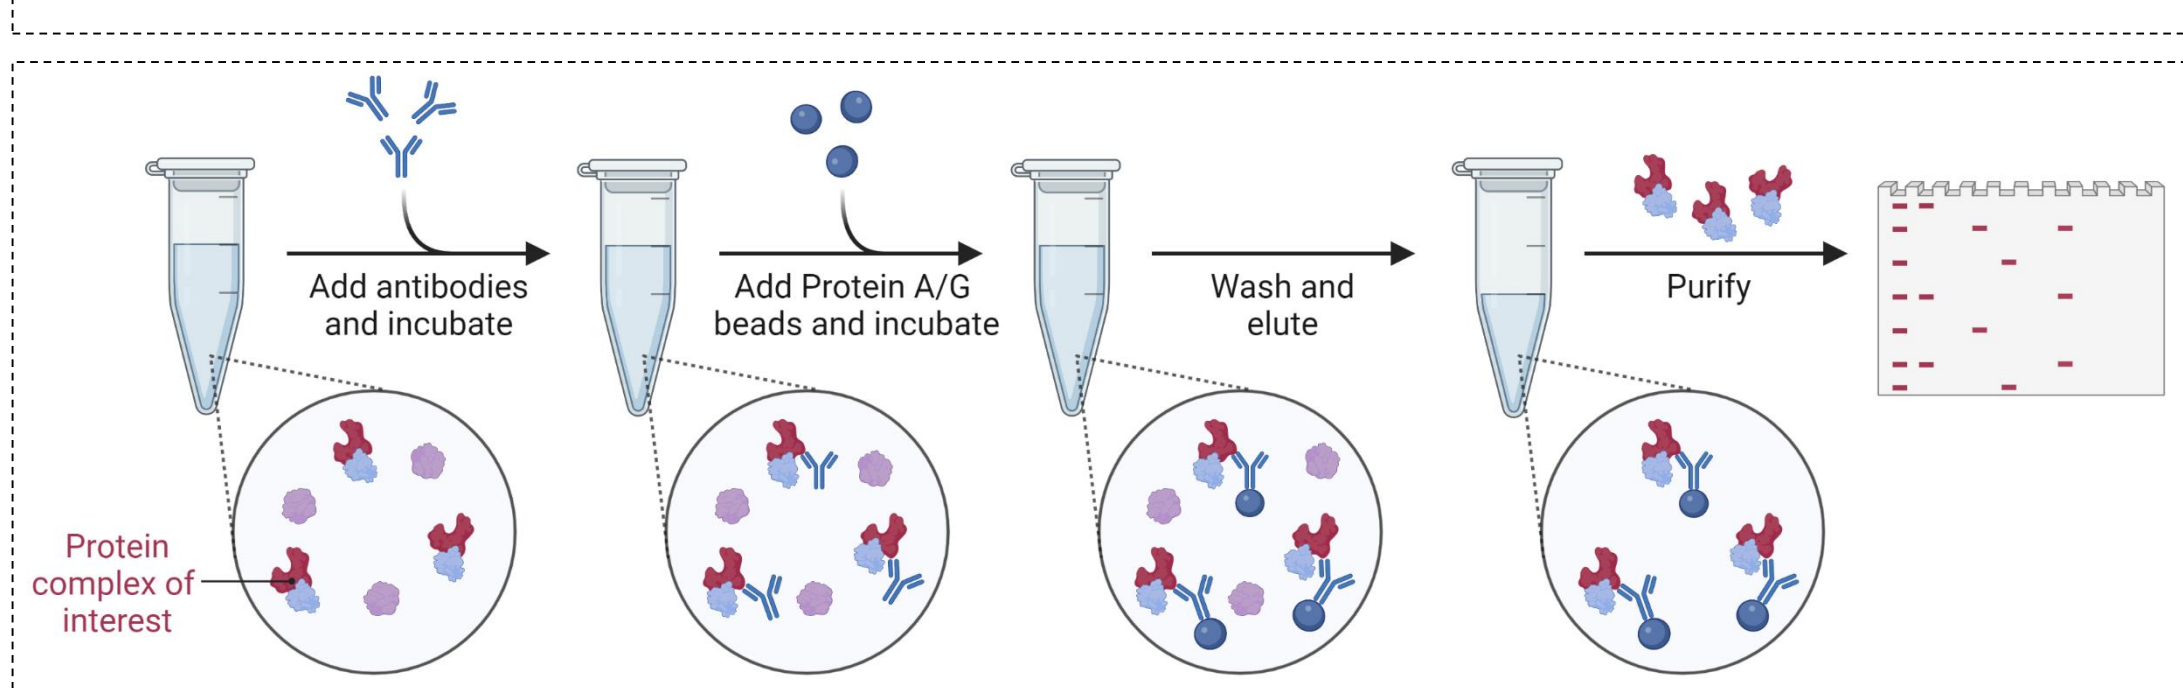 Add antibodies
and incubate
Add Protein A/G
beads and incubate
Wash and
elute
Purify
Protein
complex of
interest